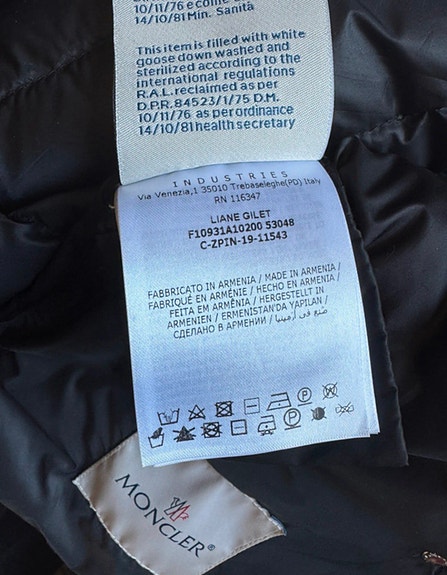 10/11/76 e come da
14/10/81 Min. Sanità
This item is filled with white
goose down washed and
sterilized according to the
international regulations
R.A.L. reclaimed as per
D.P.R. 84523/1/75 D.M.
10/11/76 as per ordinance
14/10/81 health secretary
INDUSTRIES
Via Venezia,1 35010 Trebaseleghe(PD) Italy
RN 116347
LIANE GILET
F10931A10200 53048
C-ZPIN-19-11543
FABBRICATO IN ARMENIA / MADE IN ARMENIA /
FABRIQUÉ EN ARMÉNIE / HECHO EN ARMENIA /
FEITA EM ARMÊNIA / HERGESTELLT IN
ARMENIEN / ERMENISTAN'DA YAPILAN /
СДЕЛАНО В АРМЕНИИ / صنع في أرمينيا /
MONCLER®